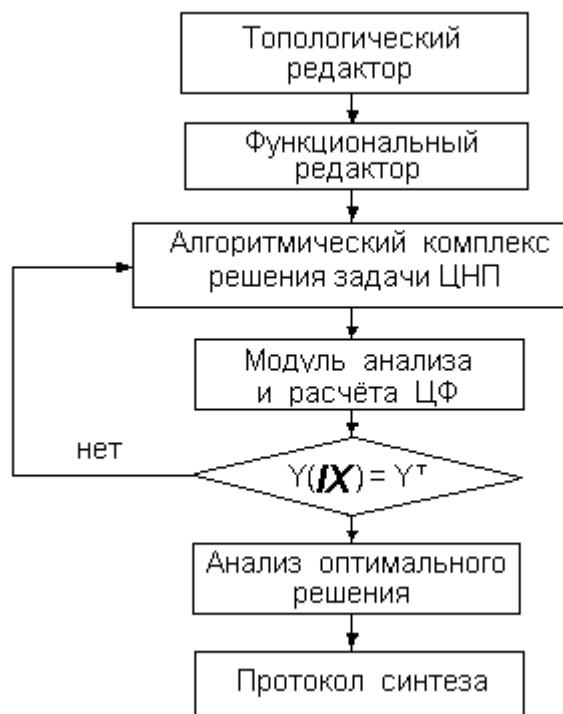 Топологический
редактор
Функциональный
редактор
Алгоритмический комплекс
решения задачи ЦНП
Модуль анализа
и расчёта ЦФ
нет
Y(IX) = Yᵀ
Анализ оптимального
решения
Протокол синтеза